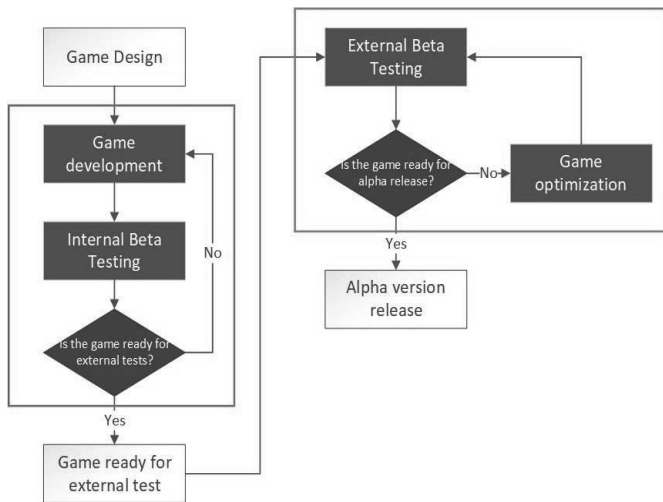 Game Design
Game
development
Internal Beta
Testing
No
Is the game ready for
external tests?
Yes
Game ready for
external test
External Beta
Testing
Is the game ready for
alpha release?
No
Game
optimization
Yes
Alpha version
release